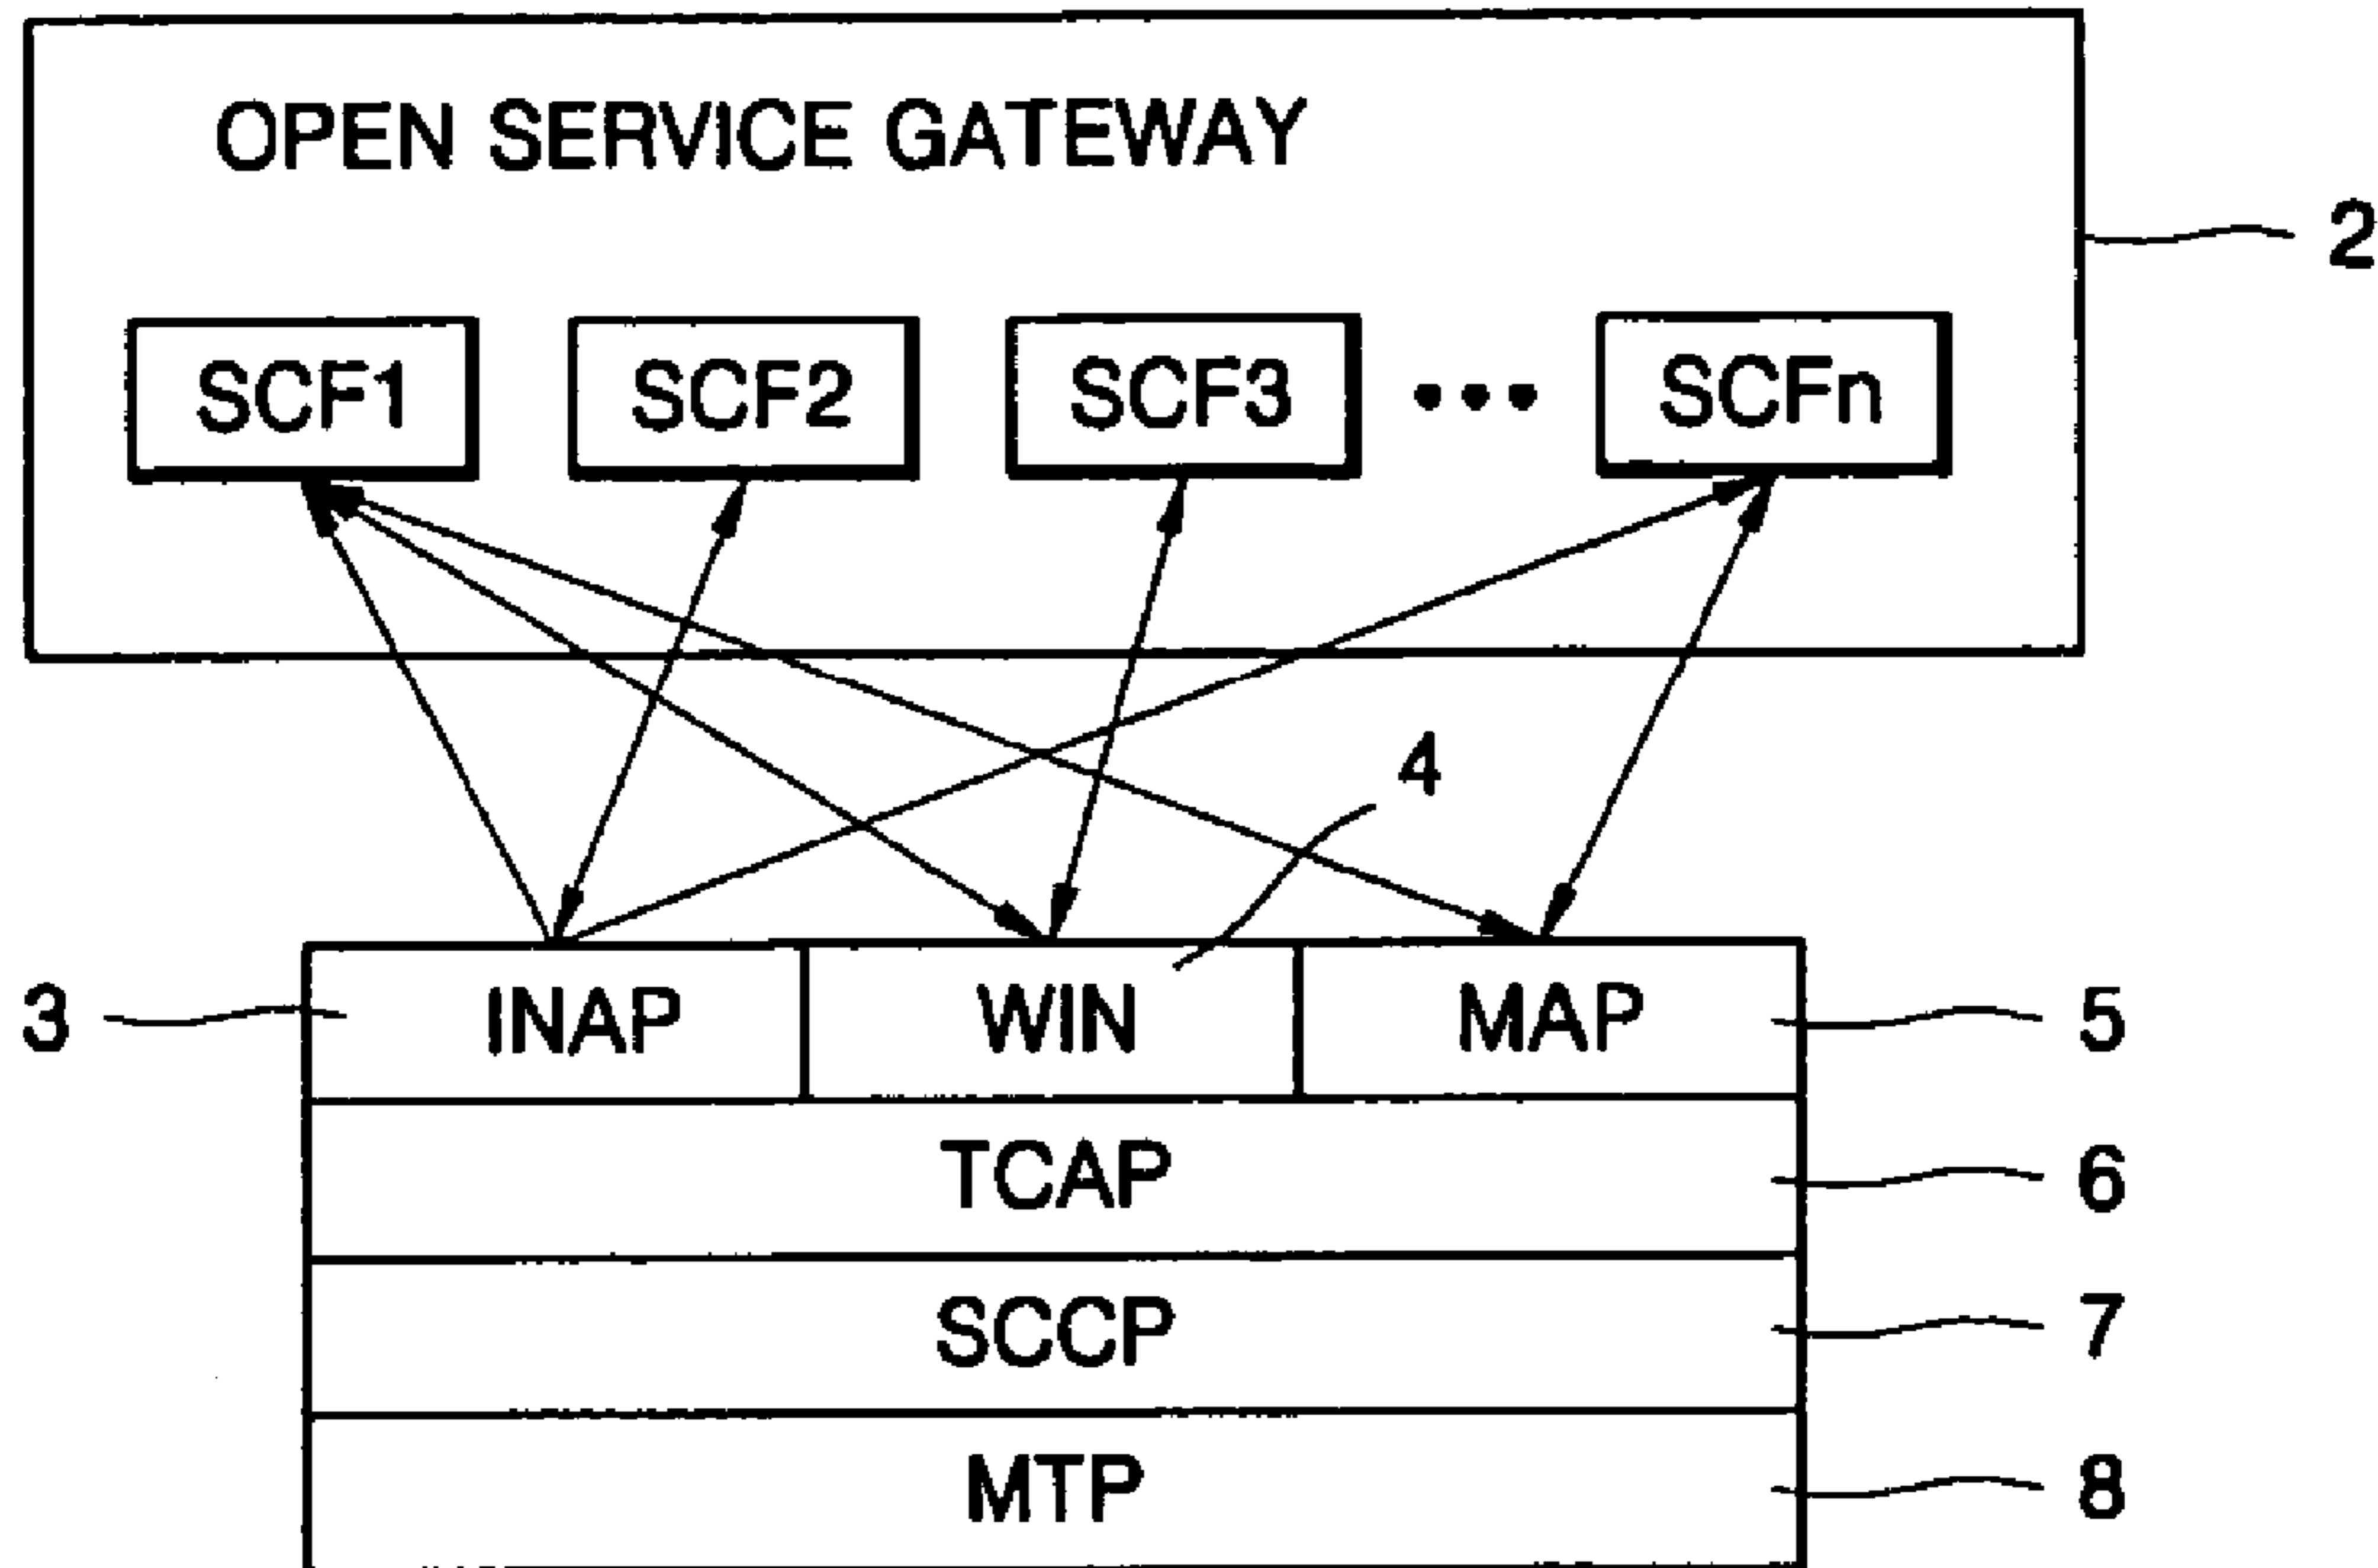 OPEN SERVICE GATEWAY
2
SCF1 SCF2 SCF3 ••• SCFn
4
3 INAP WIN MAP 5
TCAP 6
SCCP 7
MTP 8